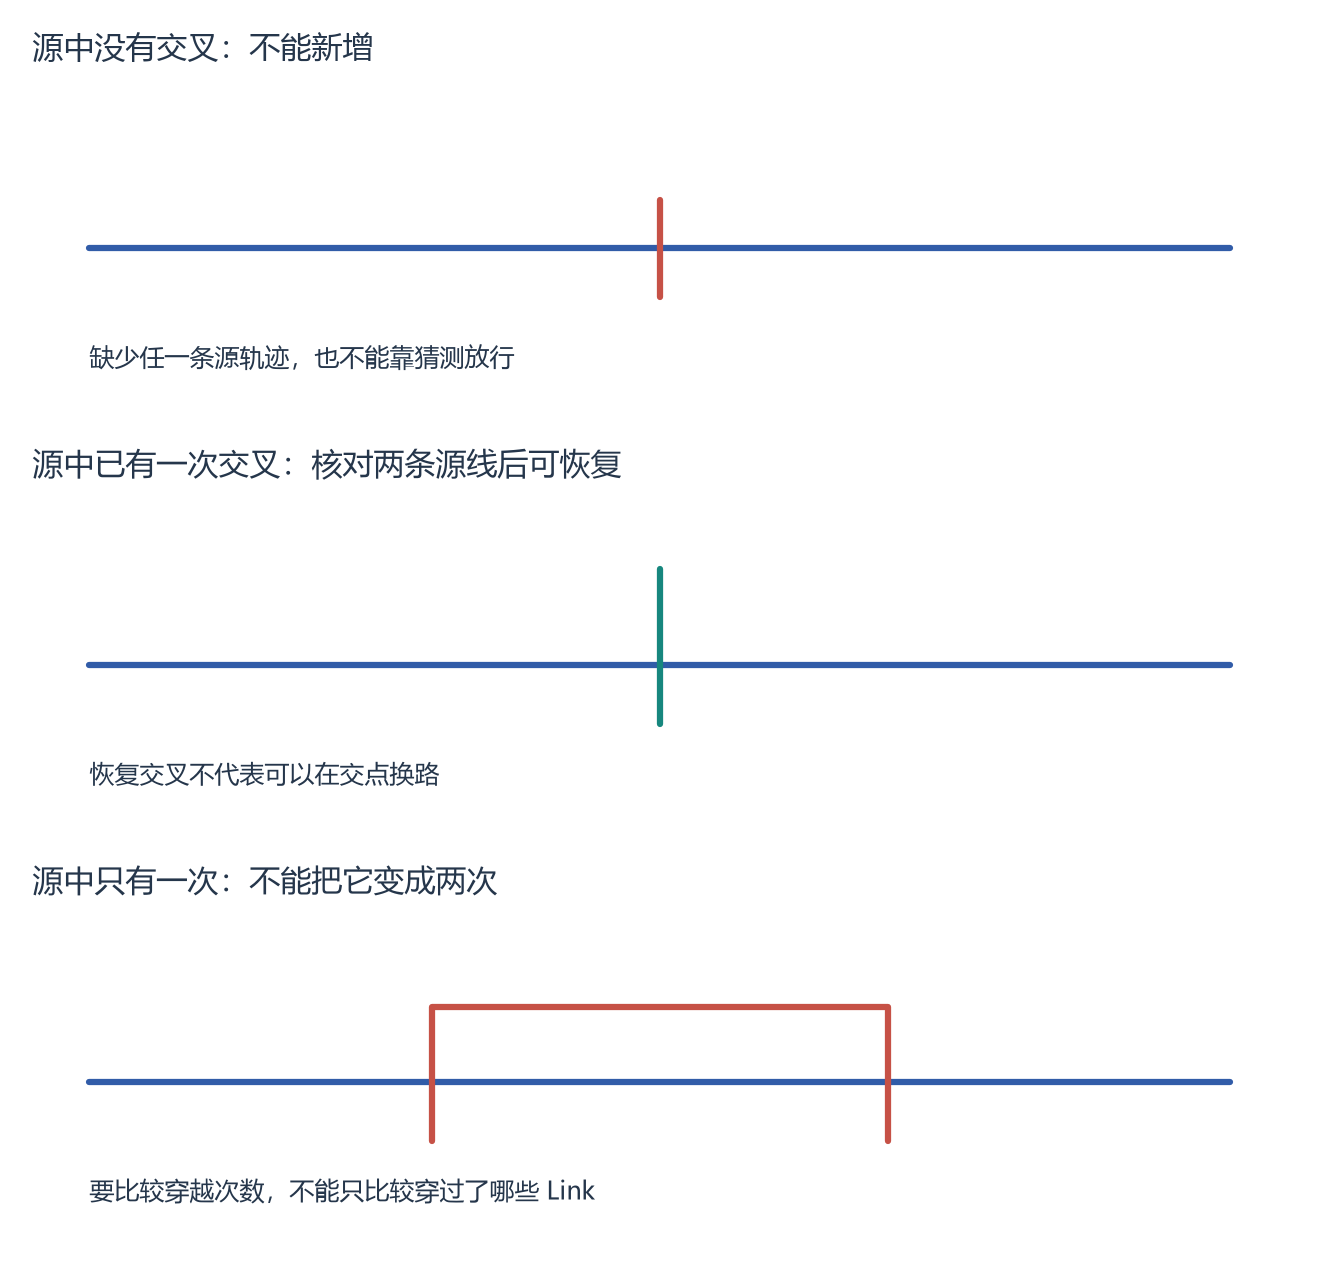 源中没有交叉：不能新增
缺少任一条源轨迹，也不能靠猜测放行
源中已有一次交叉：核对两条源线后可恢复
恢复交叉不代表可以在交点换路
源中只有一次：不能把它变成两次
要比较穿越次数，不能只比较穿过了哪些 Link